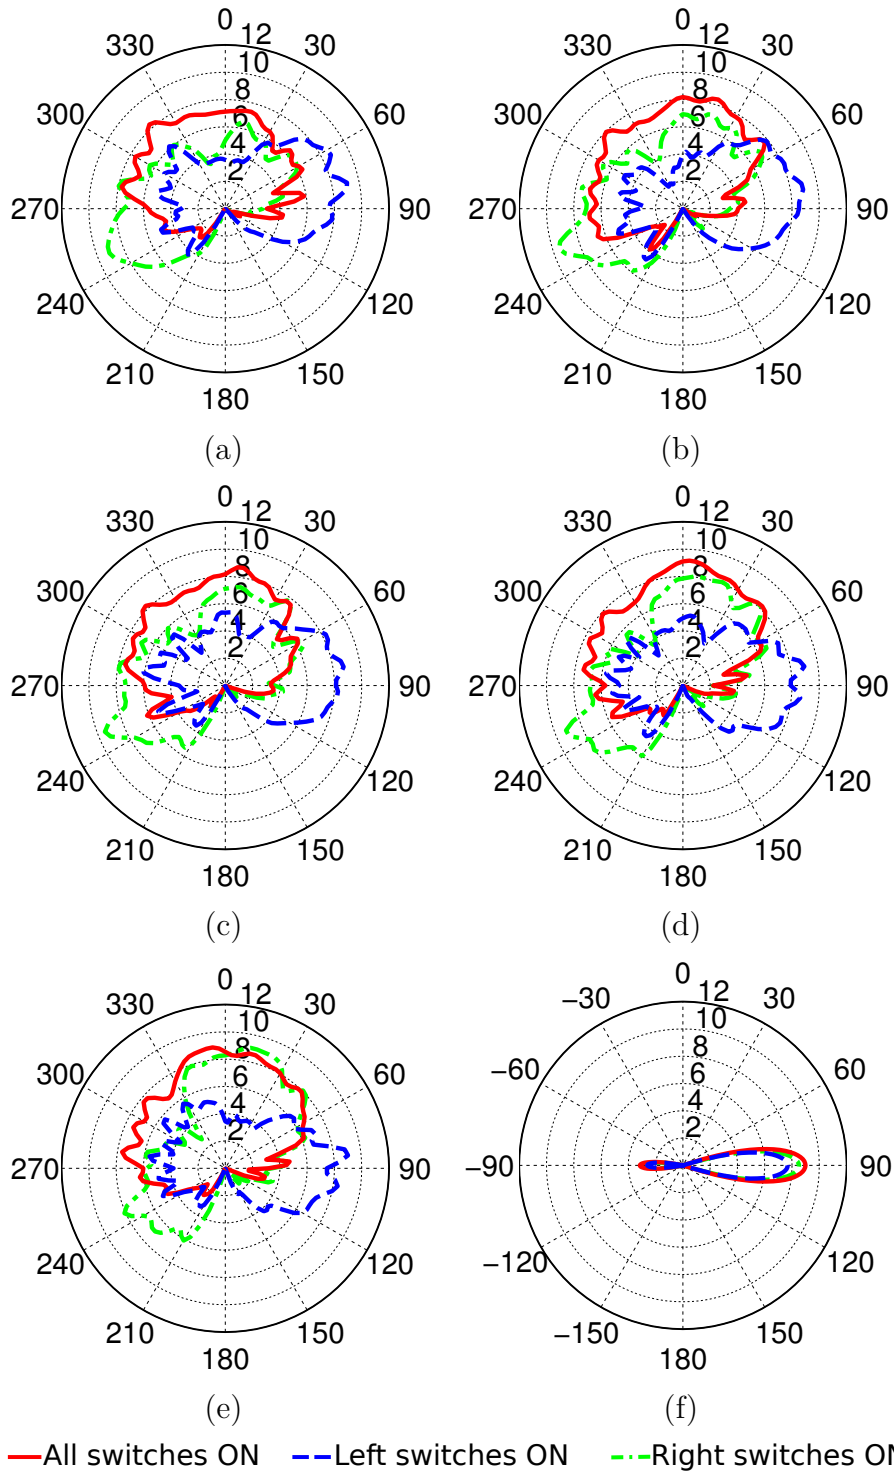 0 0
330 12 30 330 12 30
10 10
300 8 60 300 8 60
6 6
4 4
2 2
270 90 270 90
240 120 240 120
210 150 210 150
180 180
(a) (b)
0 0
330 12 30 330 12 30
10 10
300 8 60 300 8 60
6 6
4 4
2 2
270 90 270 90
240 120 240 120
210 150 210 150
180 180
(c) (d)
0 0
330 12 30 −30 12 30
10 10
300 8 60 −60 8 60
6 6
4 4
2 2
270 90 −90 90
240 120 −120 120
210 150 −150 150
180 180
(e) (f)
All switches ON Left switches ON Right switches ON